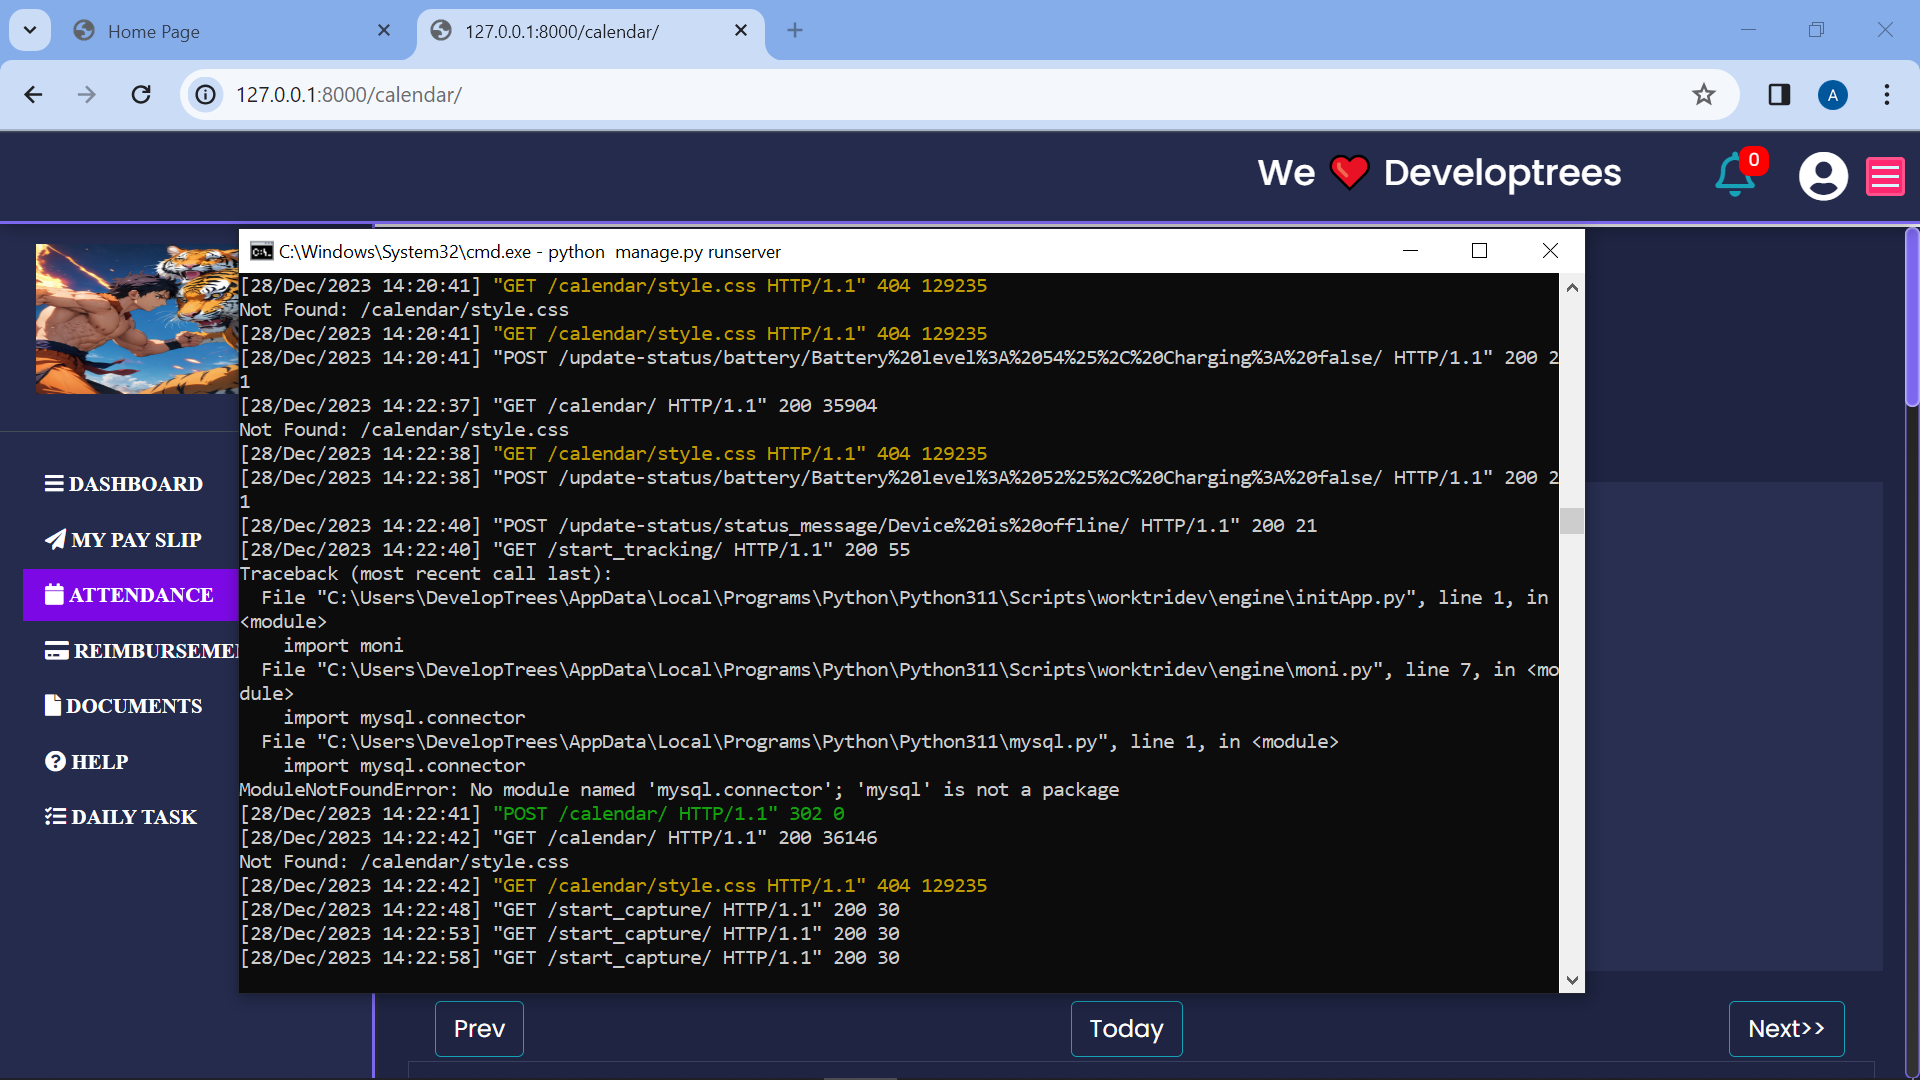 Home Page
127.0.0.1:8000/calendar/
127.0.0.1:8000/calendar/
A
We ❤ Developtrees
0
C:\Windows\System32\cmd.exe - python  manage.py runserver
[28/Dec/2023 14:20:41] "GET /calendar/style.css HTTP/1.1" 404 129235
Not Found: /calendar/style.css
[28/Dec/2023 14:20:41] "GET /calendar/style.css HTTP/1.1" 404 129235
[28/Dec/2023 14:20:41] "POST /update-status/battery/Battery%20level%3A%2054%25%2C%20Charging%3A%20false/ HTTP/1.1" 200 2
1
[28/Dec/2023 14:22:37] "GET /calendar/ HTTP/1.1" 200 35904
Not Found: /calendar/style.css
[28/Dec/2023 14:22:38] "GET /calendar/style.css HTTP/1.1" 404 129235
[28/Dec/2023 14:22:38] "POST /update-status/battery/Battery%20level%3A%2052%25%2C%20Charging%3A%20false/ HTTP/1.1" 200 2
1
[28/Dec/2023 14:22:40] "POST /update-status/status_message/Device%20is%20offline/ HTTP/1.1" 200 21
[28/Dec/2023 14:22:40] "GET /start_tracking/ HTTP/1.1" 200 55
Traceback (most recent call last):
  File "C:\Users\DevelopTrees\AppData\Local\Programs\Python\Python311\Scripts\worktridev\engine\initApp.py", line 1, in
<module>
    import moni
  File "C:\Users\DevelopTrees\AppData\Local\Programs\Python\Python311\Scripts\worktridev\engine\moni.py", line 7, in <mo
dule>
    import mysql.connector
  File "C:\Users\DevelopTrees\AppData\Local\Programs\Python\Python311\mysql.py", line 1, in <module>
    import mysql.connector
ModuleNotFoundError: No module named 'mysql.connector'; 'mysql' is not a package
[28/Dec/2023 14:22:41] "POST /calendar/ HTTP/1.1" 302 0
[28/Dec/2023 14:22:42] "GET /calendar/ HTTP/1.1" 200 36146
Not Found: /calendar/style.css
[28/Dec/2023 14:22:42] "GET /calendar/style.css HTTP/1.1" 404 129235
[28/Dec/2023 14:22:48] "GET /start_capture/ HTTP/1.1" 200 30
[28/Dec/2023 14:22:53] "GET /start_capture/ HTTP/1.1" 200 30
[28/Dec/2023 14:22:58] "GET /start_capture/ HTTP/1.1" 200 30
DASHBOARD
MY PAY SLIP
ATTENDANCE
REIMBURSEME
DOCUMENTS
HELP
DAILY TASK
Prev
Today
Next>>